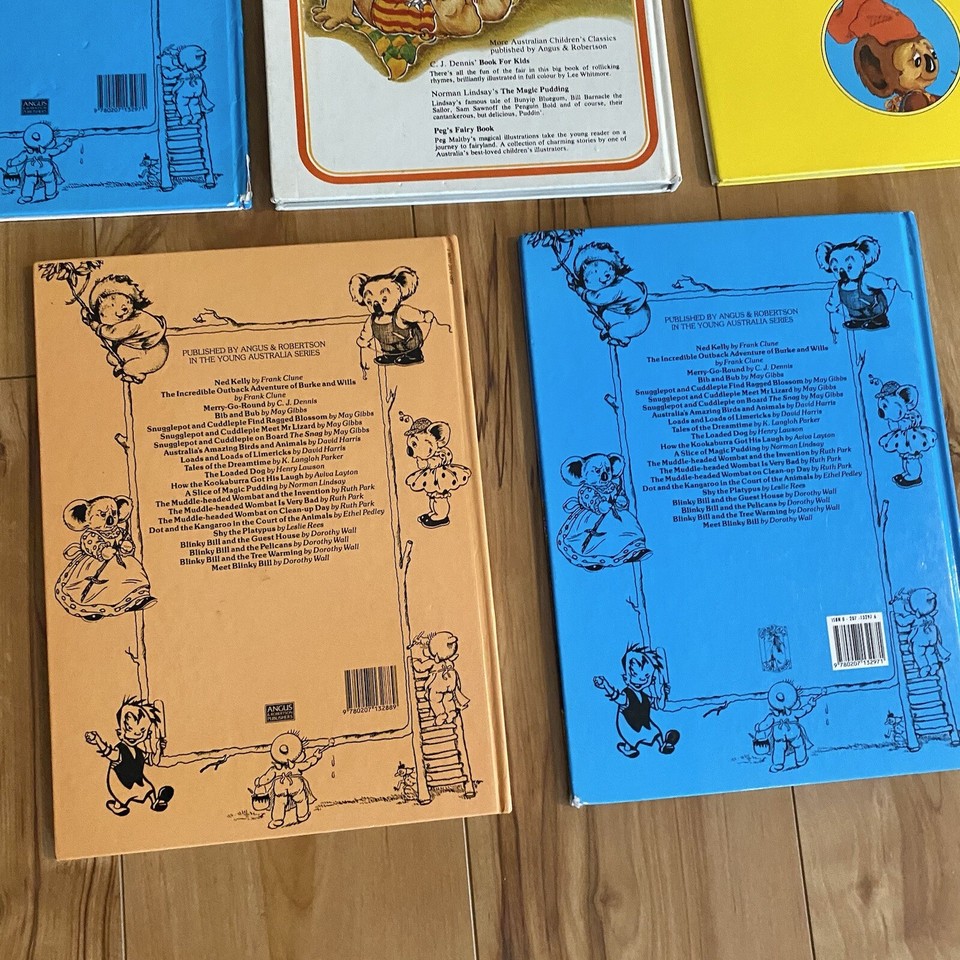 ANGUS
& ROBERTSON
PUBLISHERS
9 780207 132971
More Australian Children's Classics
published by Angus & Robertson
C. J. Dennis' Book For Kids
There's all the fun of the fair in this big book of rollicking
rhymes, brilliantly illustrated in full colour by Lee Whitmore.
Norman Lindsay's The Magic Pudding
Lindsay's famous tale of Bunyip Bluegum, Bill Barnacle the
Sailor, Sam Sawnoff the Penguin Bold and of course, their
cantankerous, but delicious, Puddin'.
Peg's Fairy Book
Peg Maltby's magical illustrations take the young reader on a
journey to fairyland. A collection of charming stories by one of
Australia's best-loved children's illustrators.
PUBLISHED BY ANGUS & ROBERTSON
IN THE YOUNG AUSTRALIA SERIES
Ned Kelly by Frank Clune
The Incredible Outback Adventure of Burke and Wills
by Frank Clune
Merry-Go-Round by C. J. Dennis
Bib and Bub by May Gibbs
Snugglepot and Cuddlepie Find Ragged Blossom by May Gibbs
Snugglepot and Cuddlepie Meet Mr Lizard by May Gibbs
Snugglepot and Cuddlepie on Board The Snag by May Gibbs
Australia's Amazing Birds and Animals by David Harris
Loads and Loads of Limericks by David Harris
Tales of the Dreamtime by K. Langloh Parker
The Loaded Dog by Henry Lawson
How the Kookaburra Got His Laugh by Aviva Layton
A Slice of Magic Pudding by Norman Lindsay
The Muddle-headed Wombat and the Invention by Ruth Park
The Muddle-headed Wombat Is Very Bad by Ruth Park
The Muddle-headed Wombat on Clean-up Day by Ruth Park
Dot and the Kangaroo in the Court of the Animals by Ethel Pedley
Shy the Platypus by Leslie Rees
Blinky Bill and the Guest House by Dorothy Wall
Blinky Bill and the Pelicans by Dorothy Wall
Blinky Bill and the Tree Warming by Dorothy Wall
Meet Blinky Bill by Dorothy Wall
ANGUS
& ROBERTSON
PUBLISHERS
9 780207 132889
PUBLISHED BY ANGUS & ROBERTSON
IN THE YOUNG AUSTRALIA SERIES
Ned Kelly by Frank Clune
The Incredible Outback Adventure of Burke and Wills
by Frank Clune
Merry-Go-Round by C. J. Dennis
Bib and Bub by May Gibbs
Snugglepot and Cuddlepie Find Ragged Blossom by May Gibbs
Snugglepot and Cuddlepie Meet Mr Lizard by May Gibbs
Snugglepot and Cuddlepie on Board The Snag by May Gibbs
Australia's Amazing Birds and Animals by David Harris
Loads and Loads of Limericks by David Harris
Tales of the Dreamtime by K. Langloh Parker
The Loaded Dog by Henry Lawson
How the Kookaburra Got His Laugh by Aviva Layton
A Slice of Magic Pudding by Norman Lindsay
The Muddle-headed Wombat and the Invention by Ruth Park
The Muddle-headed Wombat Is Very Bad by Ruth Park
The Muddle-headed Wombat on Clean-up Day by Ruth Park
Dot and the Kangaroo in the Court of the Animals by Ethel Pedley
Shy the Platypus by Leslie Rees
Blinky Bill and the Guest House by Dorothy Wall
Blinky Bill and the Pelicans by Dorothy Wall
Blinky Bill and the Tree Warming by Dorothy Wall
Meet Blinky Bill by Dorothy Wall
ISBN 0-207-13297-6
9 780207 132971